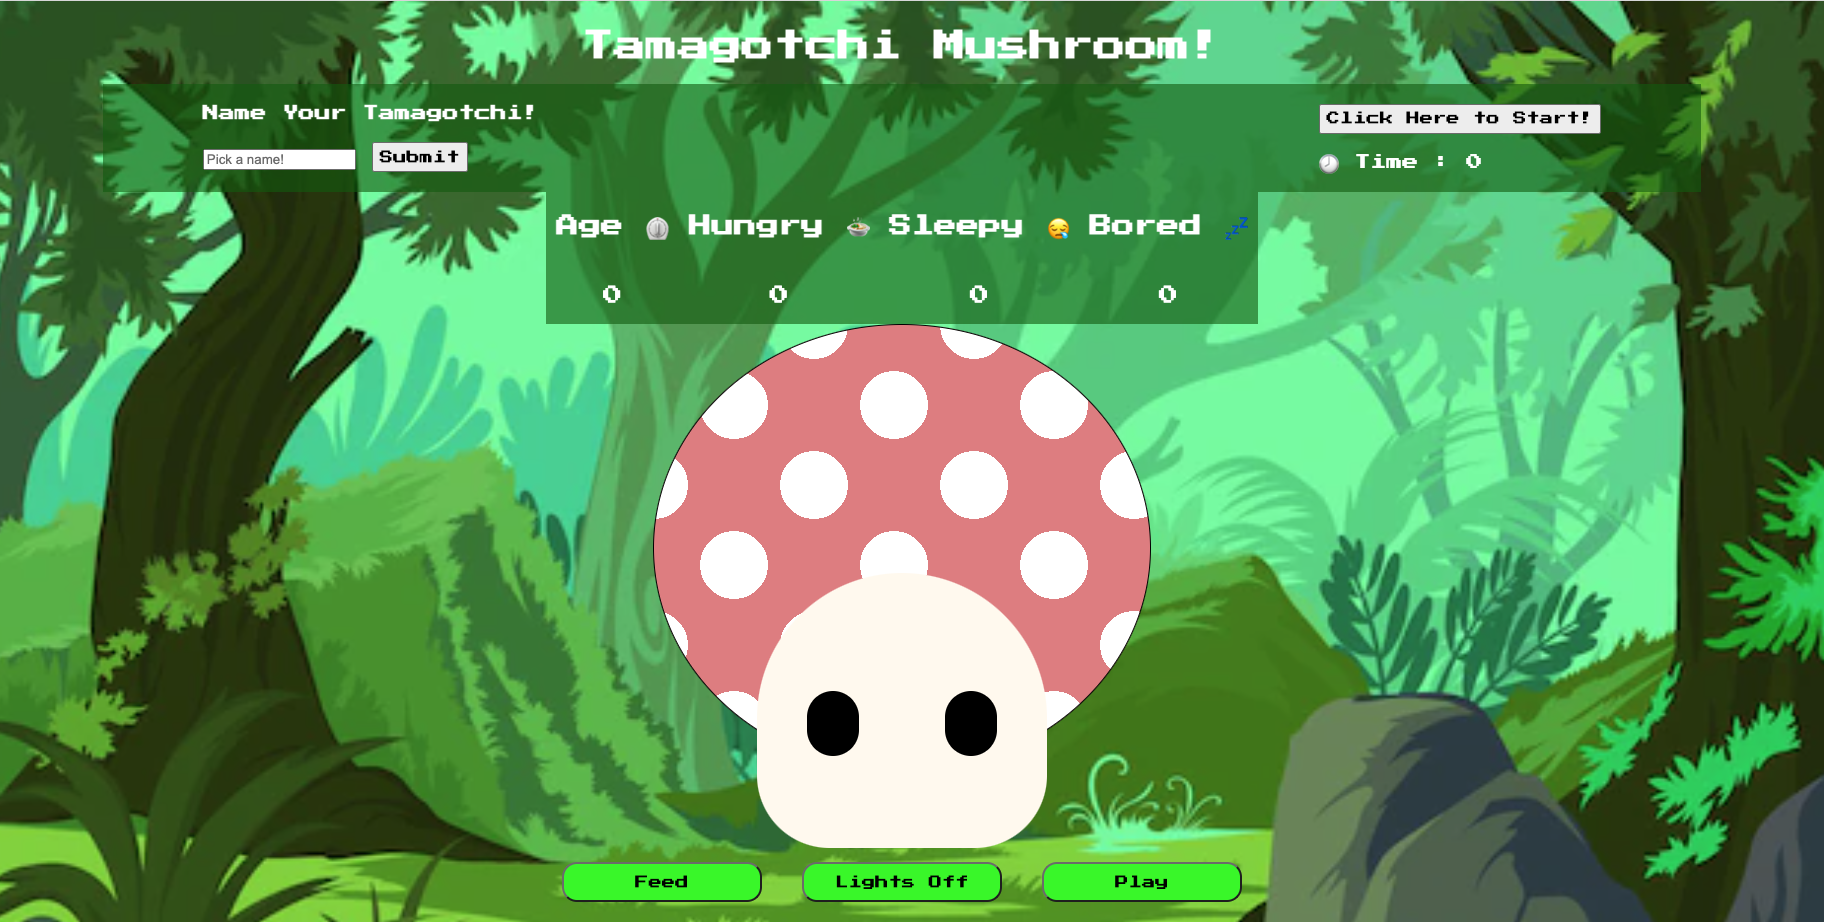 Tamagotchi Mushroom!
Name Your Tamagotchi!
Pick a name! Submit
Click Here to Start!
Time : 0
Age Hungry Sleepy Bored
0 0 0 0
Feed Lights Off Play